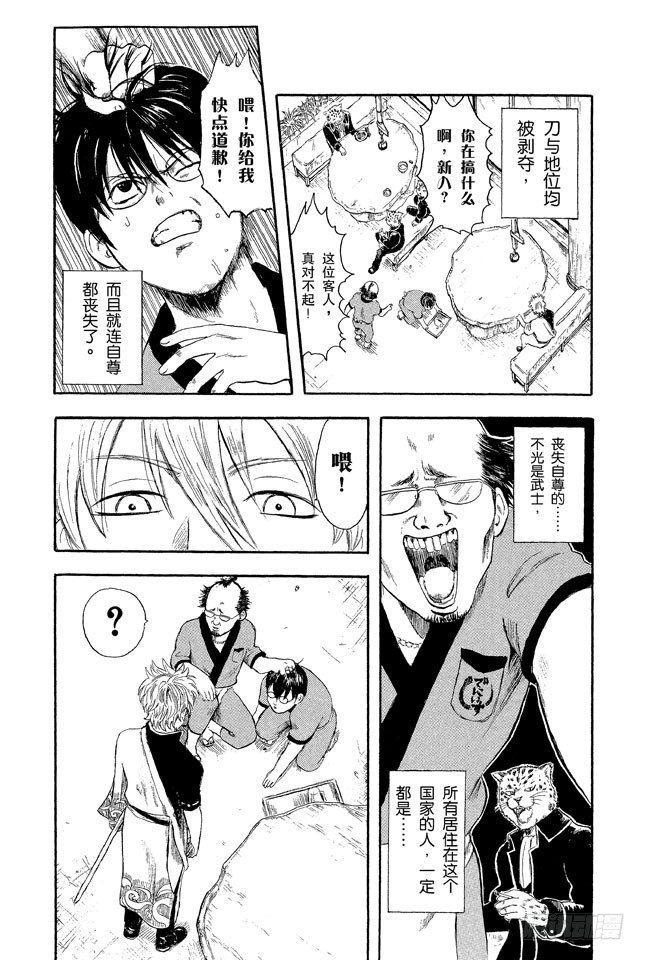 刀与地位均
被剥夺，
你在搞什么
啊，新人？
这位客人，
真对不起！
喂！你给我
快点道歉！
而且就连自尊
都丧失了。
丧失自尊的……
不光是武士，
所有居住在这个
国家的人，一定
都是……
喂！
？